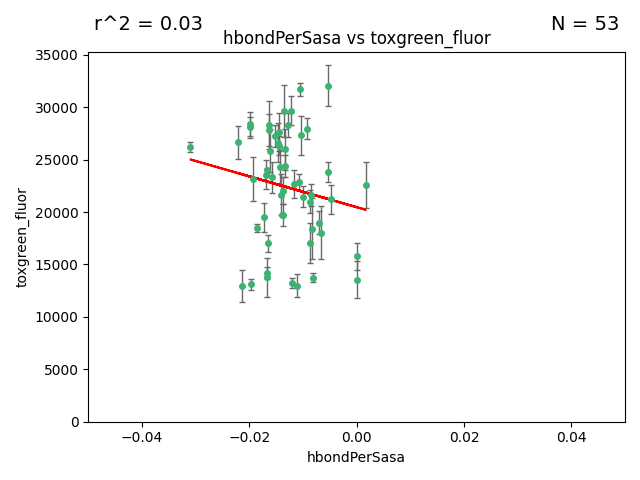 r^2 = 0.03
N = 53
hbondPerSasa vs toxgreen_fluor
35000
30000
25000
20000
15000
10000
5000
0
toxgreen_fluor
−0.04
−0.02
0.00
0.02
0.04
hbondPerSasa